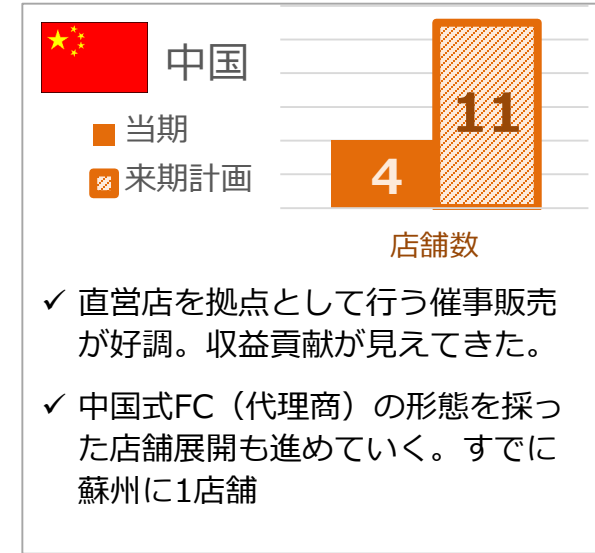 中国
当期
来期計画
4
11
店舗数
✓ 直営店を拠点として行う催事販売
が好調。収益貢献が見えてきた。
✓ 中国式FC（代理商）の形態を採っ
た店舗展開も進めていく。すでに
蘇州に1店舗